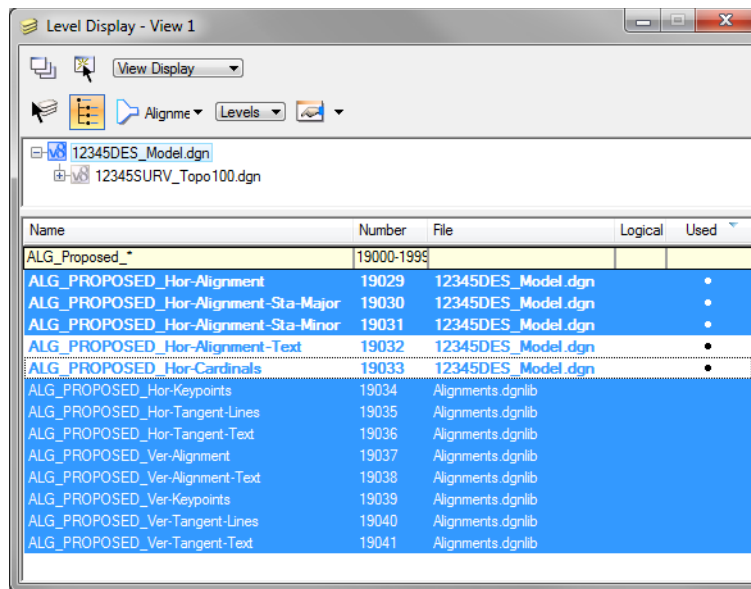 Level Display - View 1
View Display
Alignme Levels
V8 12345DES_Model.dgn
V8 12345SURV_Topo100.dgn
Name Number File Logical Used
ALG_Proposed_* 19000-1999
ALG_PROPOSED_Hor-Alignment 19029 12345DES_Model.dgn
ALG_PROPOSED_Hor-Alignment-Sta-Major 19030 12345DES_Model.dgn
ALG_PROPOSED_Hor-Alignment-Sta-Minor 19031 12345DES_Model.dgn
ALG_PROPOSED_Hor-Alignment-Text 19032 12345DES_Model.dgn
ALG_PROPOSED_Hor-Cardinals 19033 12345DES_Model.dgn
ALG_PROPOSED_Hor-Keypoints 19034 Alignments.dgnlib
ALG_PROPOSED_Hor-Tangent-Lines 19035 Alignments.dgnlib
ALG_PROPOSED_Hor-Tangent-Text 19036 Alignments.dgnlib
ALG_PROPOSED_Ver-Alignment 19037 Alignments.dgnlib
ALG_PROPOSED_Ver-Alignment-Text 19038 Alignments.dgnlib
ALG_PROPOSED_Ver-Keypoints 19039 Alignments.dgnlib
ALG_PROPOSED_Ver-Tangent-Lines 19040 Alignments.dgnlib
ALG_PROPOSED_Ver-Tangent-Text 19041 Alignments.dgnlib